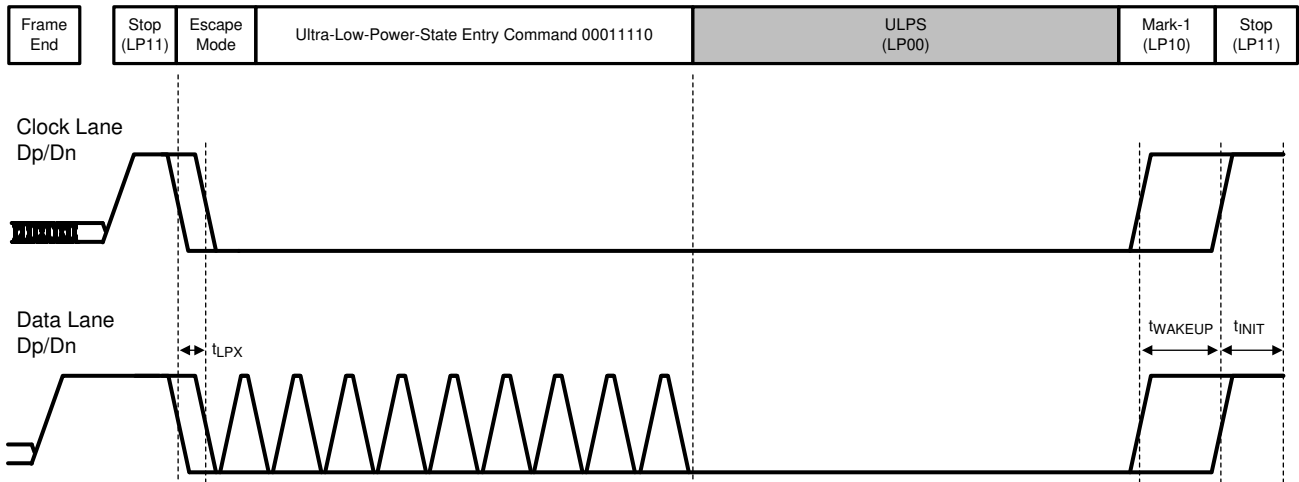 Frame
End
Stop
(LP11)
Escape
Mode
Ultra-Low-Power-State Entry Command 00011110
ULPS
(LP00)
Mark-1
(LP10)
Stop
(LP11)
Clock Lane
Dp/Dn
Data Lane
Dp/Dn
tLPX
tWAKEUP
tINIT